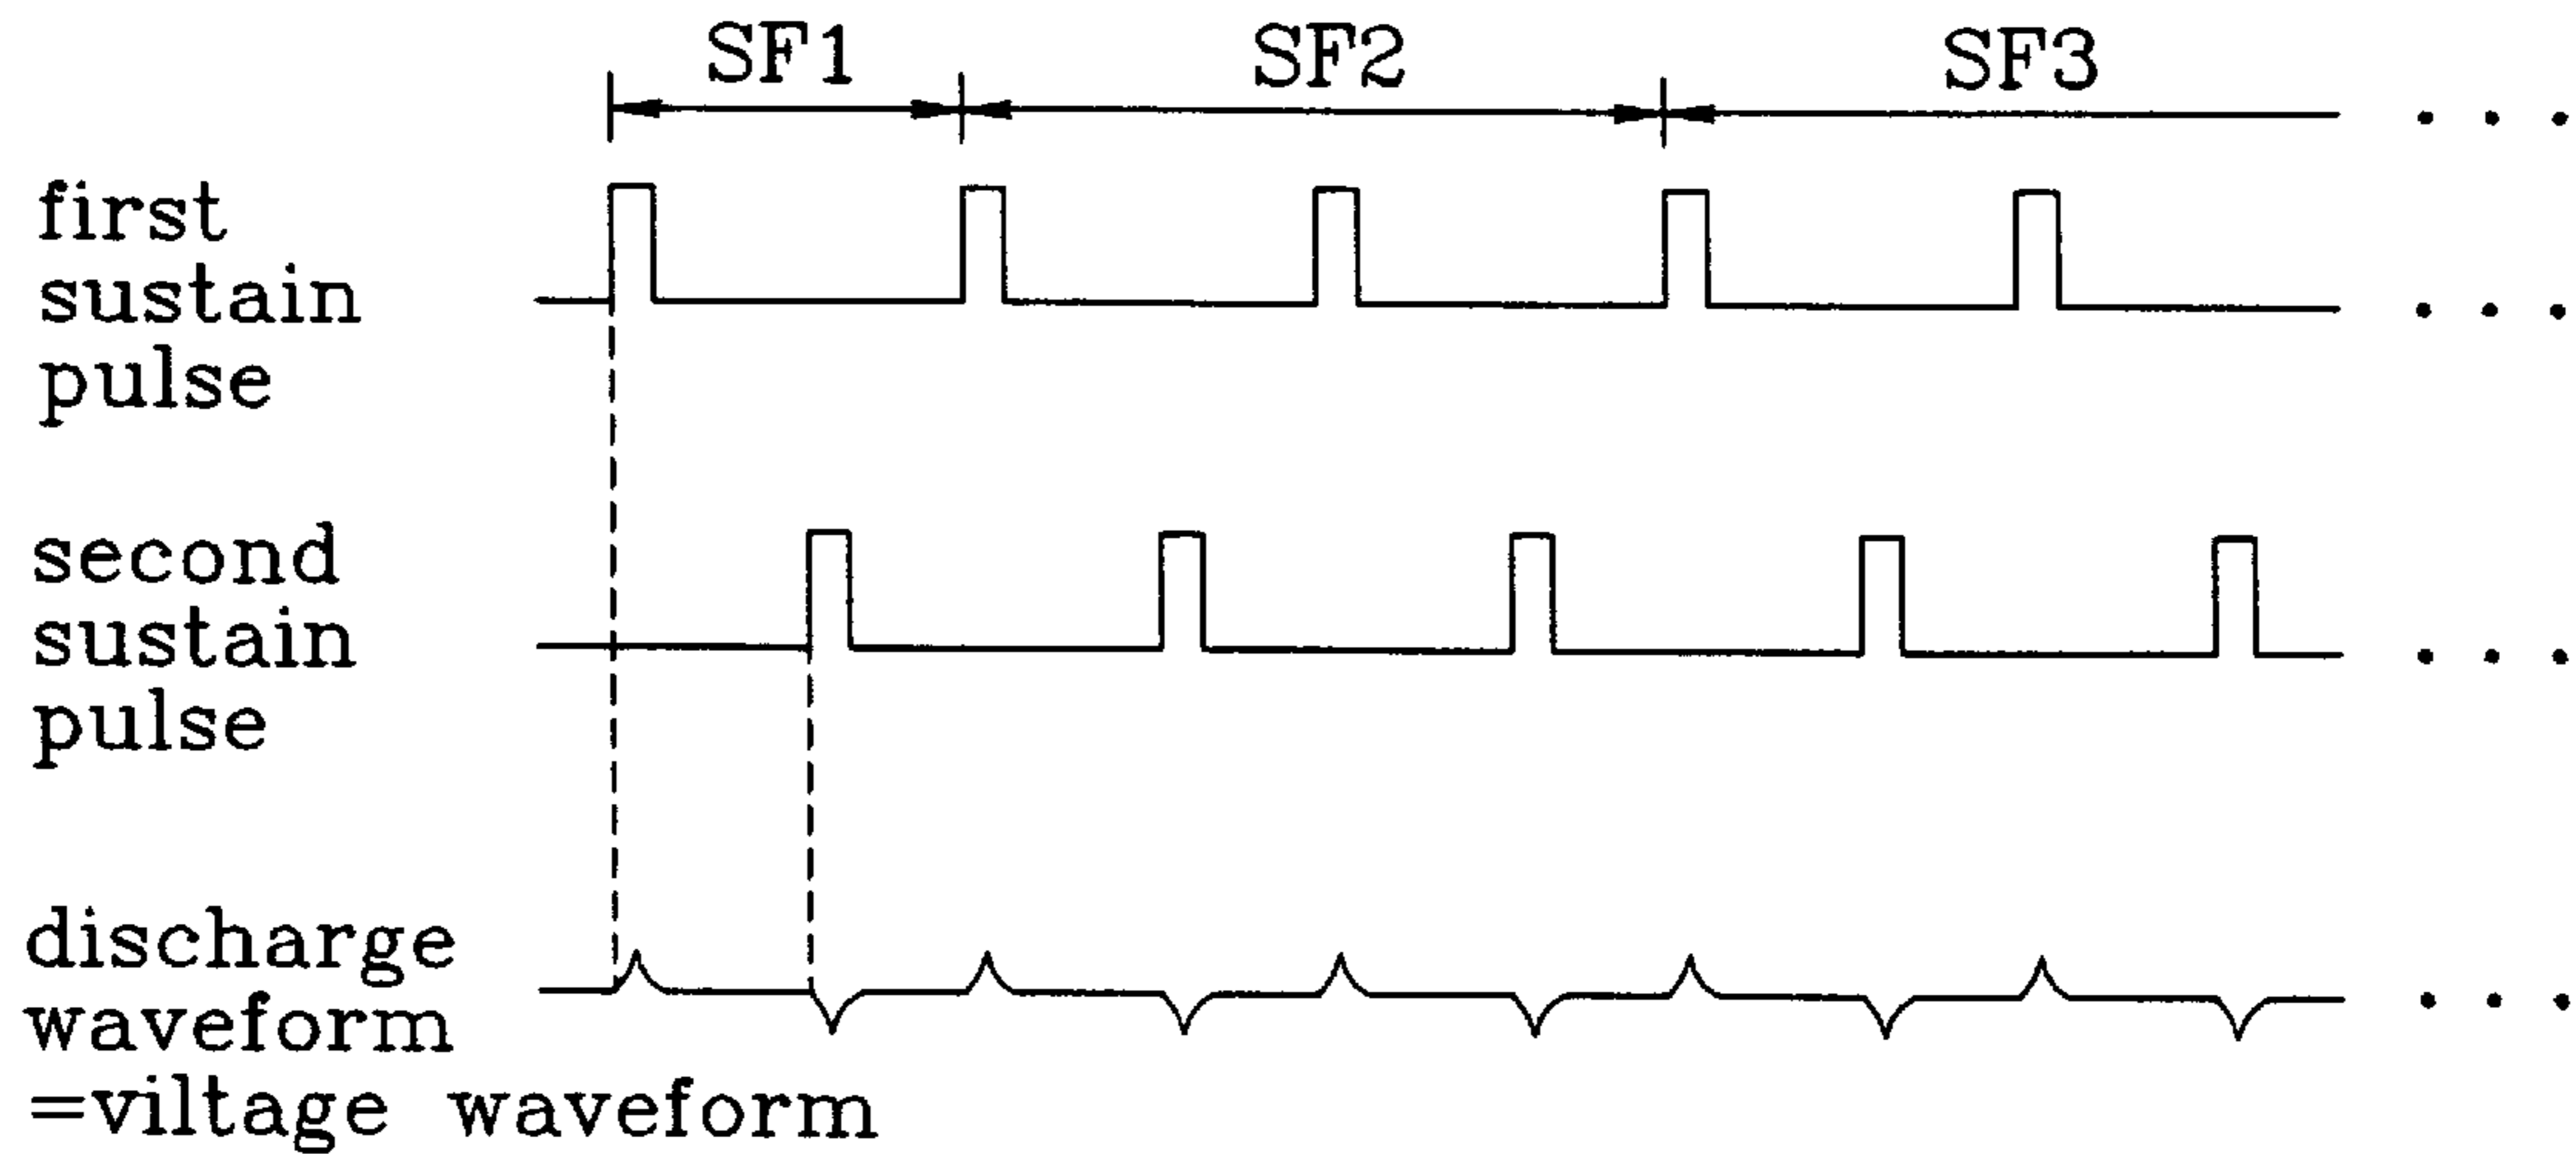 SF1 SF2 SF3 . . .
first
sustain
pulse
. . .
second
sustain
pulse
. . .
discharge
waveform
=viltage waveform
. . .